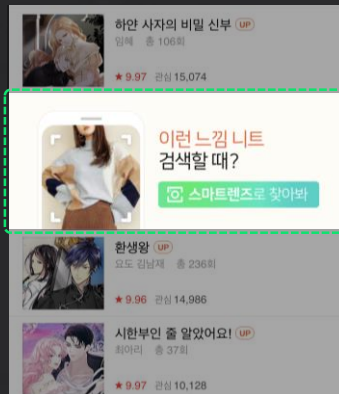 하얀 사자의 비밀 신부 UP
임혜 총 106회
★ 9.97 관심 15,074
이런 느낌 니트
검색할 때?
스마트렌즈로 찾아봐
환생왕 UP
요도 김남재 총 236회
★ 9.96 관심 14,986
시한부인 줄 알았어요! UP
최아리 총 37회
★ 9.97 관심 10,128